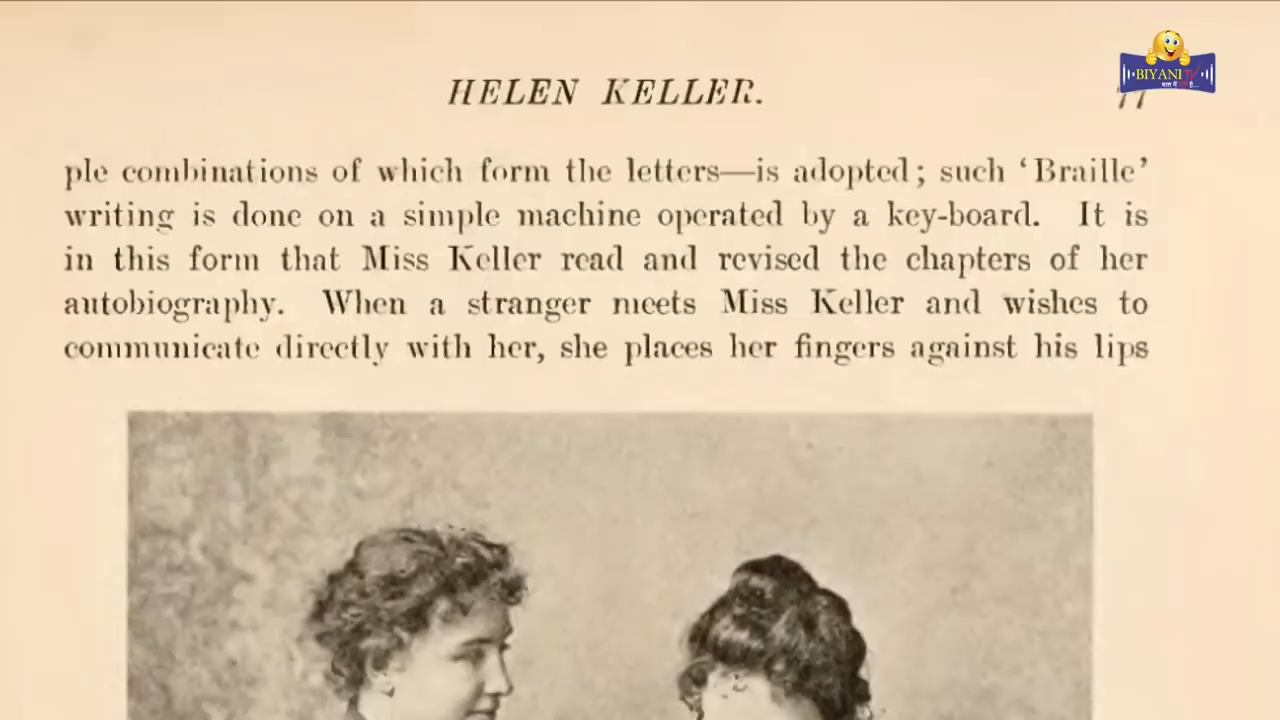 HELEN KELLER.
BIYANI TV
77
ple combinations of which form the letters—is adopted; such ‘Braille’
writing is done on a simple machine operated by a key-board. It is
in this form that Miss Keller read and revised the chapters of her
autobiography. When a stranger meets Miss Keller and wishes to
communicate directly with her, she places her fingers against his lips